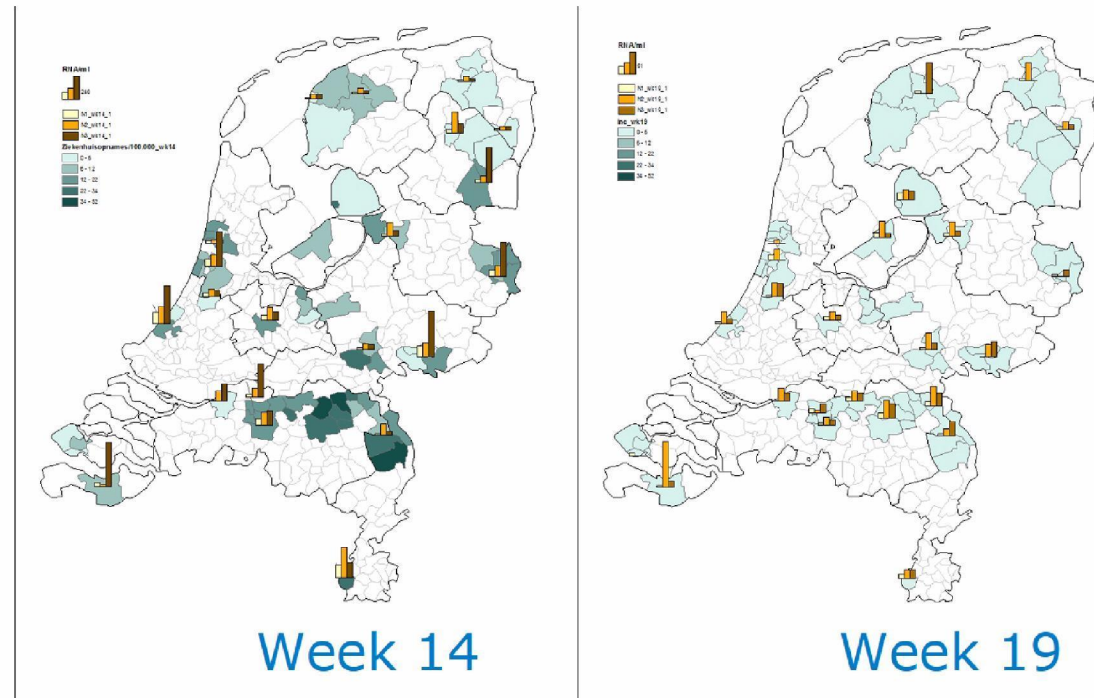 RNA/ml
N1_wk14_1
N2_wk14_1
N3_wk14_1
Ziekenhuisopnames/100.000_wk14
0 - 6
6 - 12
12 - 22
22 - 34
34 - 52
Week 14
RNA/ml
N1_wk19_1
N2_wk19_1
N3_wk19_1
inc_wk19
0 - 6
6 - 12
12 - 22
22 - 34
34 - 52
Week 19